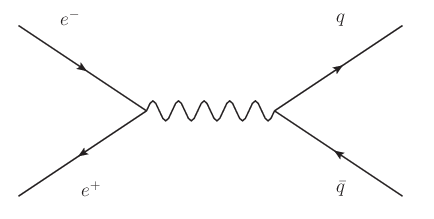 e⁻ q
e⁺ q̄